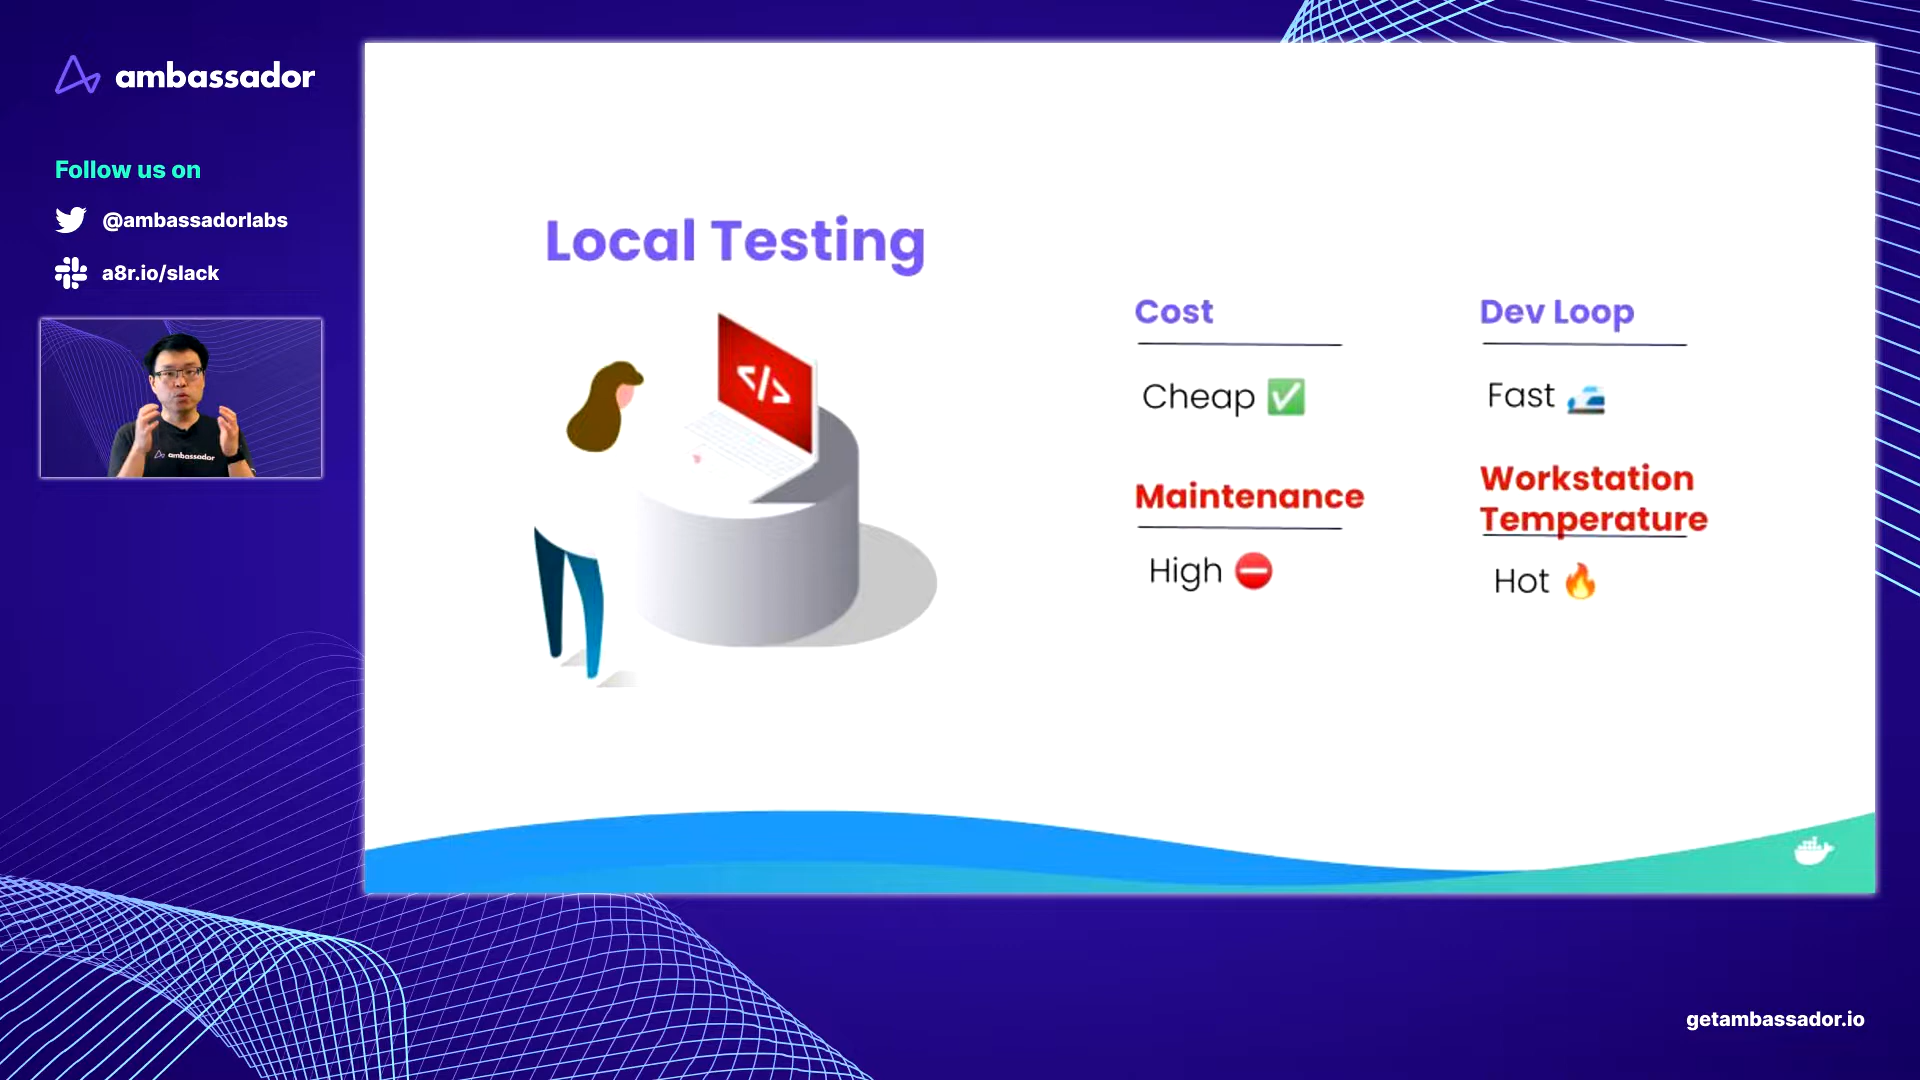 ambassador
Follow us on
@ambassadorlabs
a8r.io/slack
ambassador
Local Testing
</>
Cost
Cheap ✅
Dev Loop
Fast 🚅
Maintenance
High ⛔
Workstation
Temperature
Hot 🔥
getambassador.io